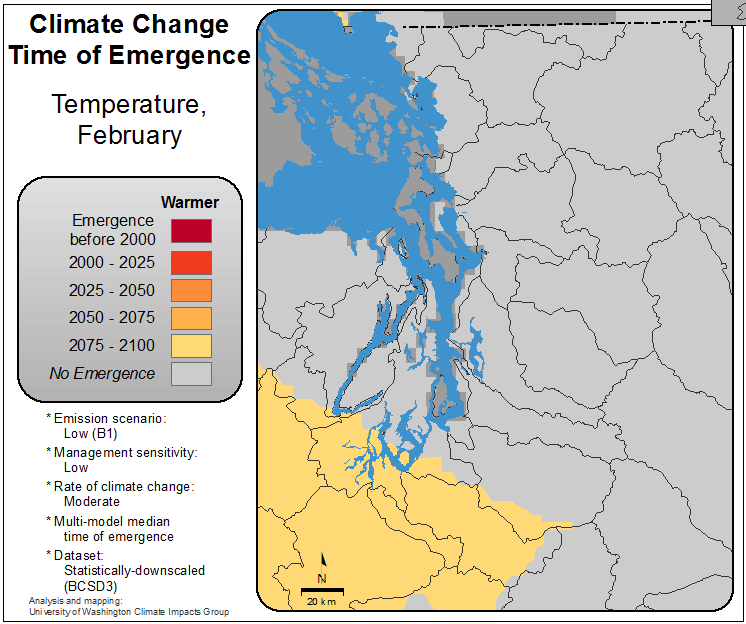 Climate Change
Time of Emergence
Temperature,
February
Warmer
Emergence
before 2000
2000 - 2025
2025 - 2050
2050 - 2075
2075 - 2100
No Emergence
* Emission scenario:
Low (B1)
* Management sensitivity:
Low
* Rate of climate change:
Moderate
* Multi-model median
time of emergence
* Dataset:
Statistically-downscaled
(BCSD3)
Analysis and mapping:
University of Washington Climate Impacts Group
N
20 km